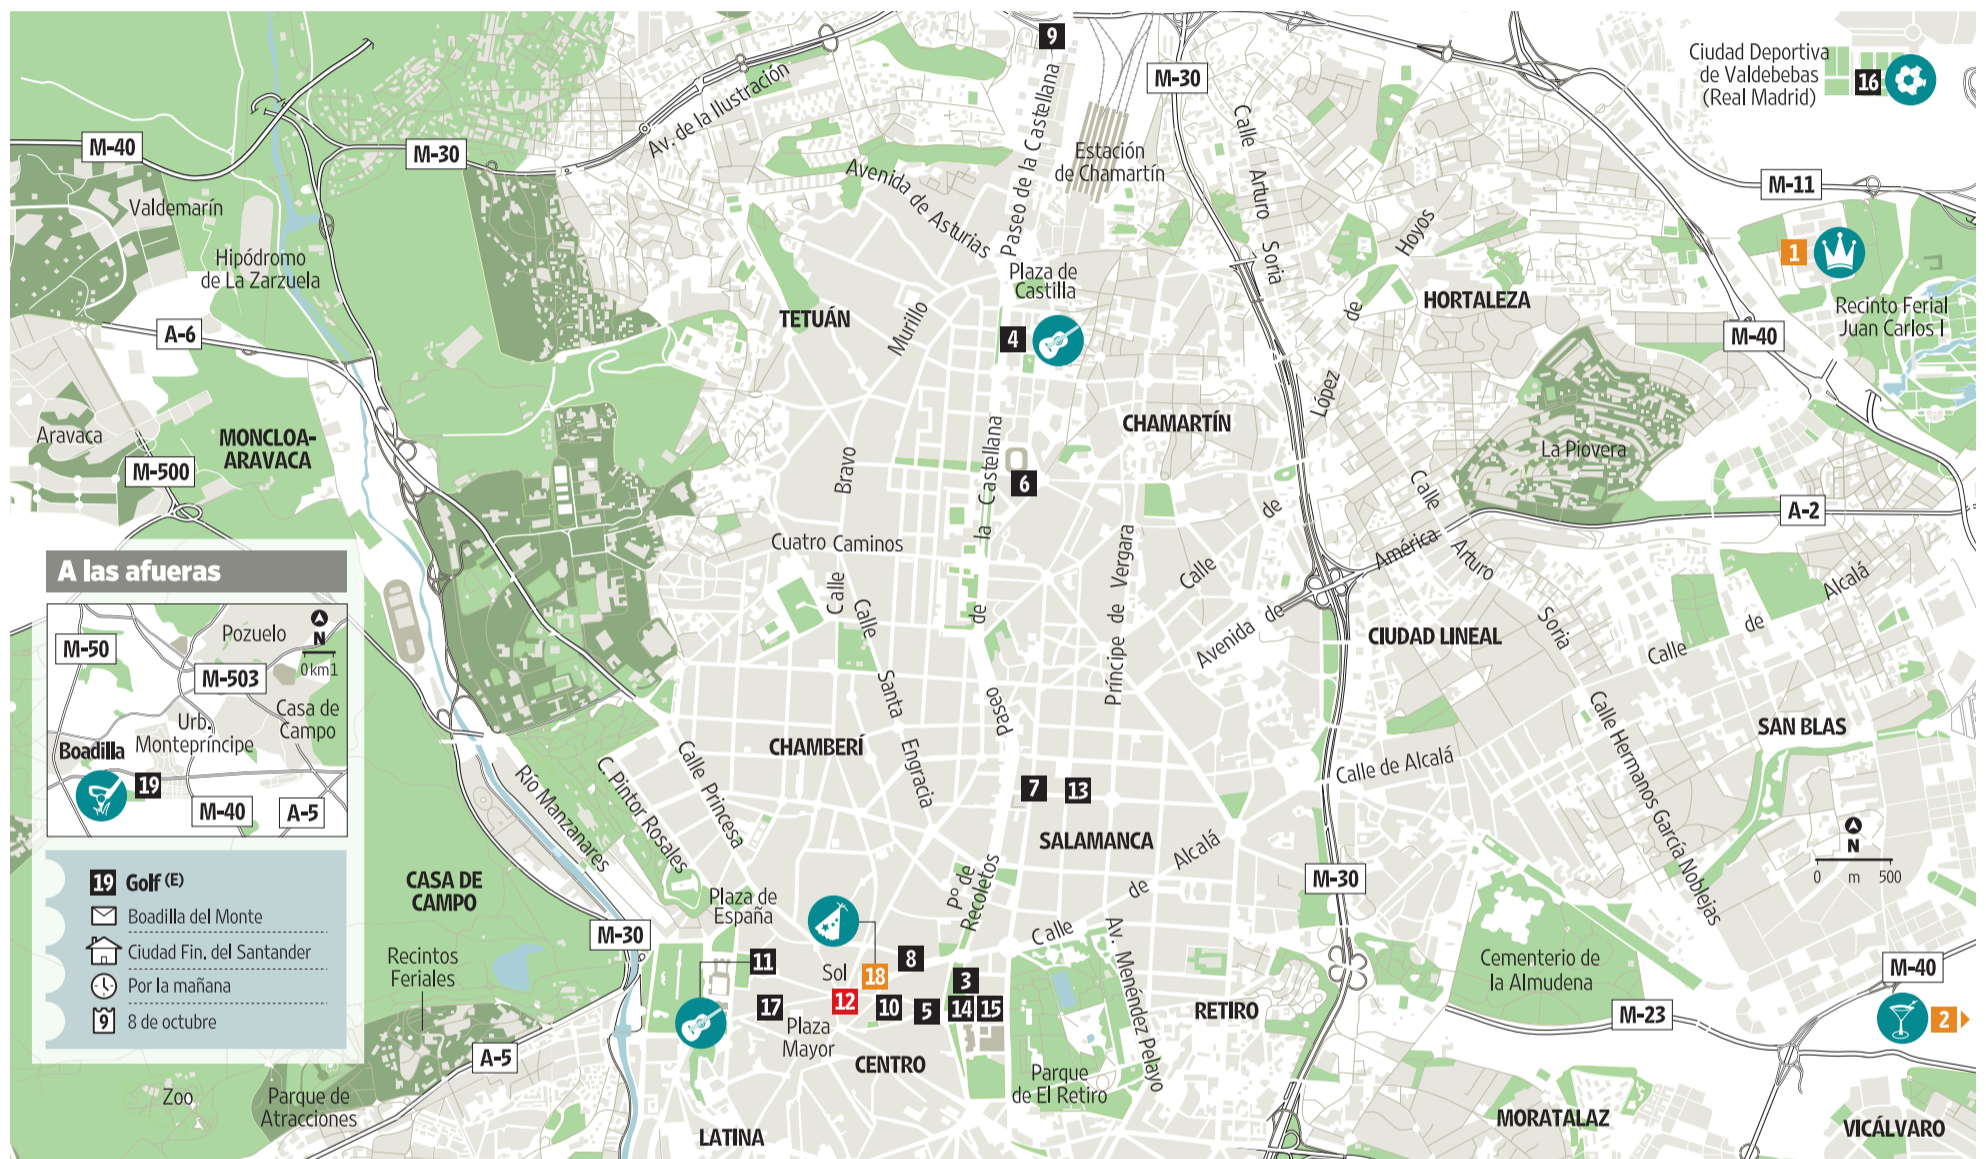 9
Ciudad Deportiva
de Valdebebas
(Real Madrid)
16
M-30
M-40
M-30
Av. de la Ilustración
Paseo de la Castellana
Estación
de Chamartín
Calle Arturo Soria
M-11
Valdemarín
Avenida de Asturias
Hipódromo
de La Zarzuela
Plaza de
Castilla
López de Hoyos
HORTALEZA
1
Recinto Ferial
Juan Carlos I
A-6
TETUÁN
Murillo
4
M-40
Aravaca
MONCLOA-
ARAVACA
CHAMARTÍN
La Piovera
M-500
Bravo
6
Paseo de la Castellana
Calle Arturo Soria
A-2
Cuatro Caminos
Calle
Príncipe de Vergara
Calle de
Avenida de América
Calle de Alcalá
A las afueras
M-50
Pozuelo
N
0 km 1
M-503
Casa de
Campo
Urb.
Montepríncipe
Boadilla
19
M-40
A-5
Calle Santa Engracia
CIUDAD LINEAL
Calle Hermanos García Noblejas
SAN BLAS
CHAMBERÍ
Calle de Alcalá
Río Manzanares
C. Pintor Rosales
Calle Princesa
7
13
SALAMANCA
N
0 m 500
19 Golf (E)
Boadilla del Monte
Ciudad Fin. del Santander
Por la mañana
9 8 de octubre
CASA DE
CAMPO
Plaza de
España
Pº de
Recoletos
Calle de Alcalá
M-30
M-30
Recintos
Feriales
11
Sol
18
8
3
Av. Menéndez Pelayo
Cementerio de
la Almudena
M-40
17
12
10
5
14
15
RETIRO
M-23
2
Plaza
Mayor
A-5
CENTRO
Parque
de El Retiro
Zoo
Parque de
Atracciones
LATINA
MORATALAZ
VICÁLVARO